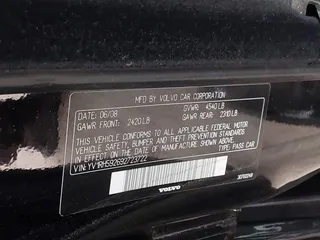 MFD BY VOLVO CAR CORPORATION
DATE: 06/08 GVWR: 4540 LB
GAWR FRONT: 2420 LB GAWR REAR: 2310 LB
THIS VEHICLE CONFORMS TO ALL APPLICABLE FEDERAL MOTOR
VEHICLE SAFETY, BUMPER, AND THEFT PREVENTION STANDARDS
IN EFFECT ON THE DATE OF MANUFACTURE SHOWN ABOVE.
VIN: YV1RH592692723722 TYPE: PASS CAR
VOLVO